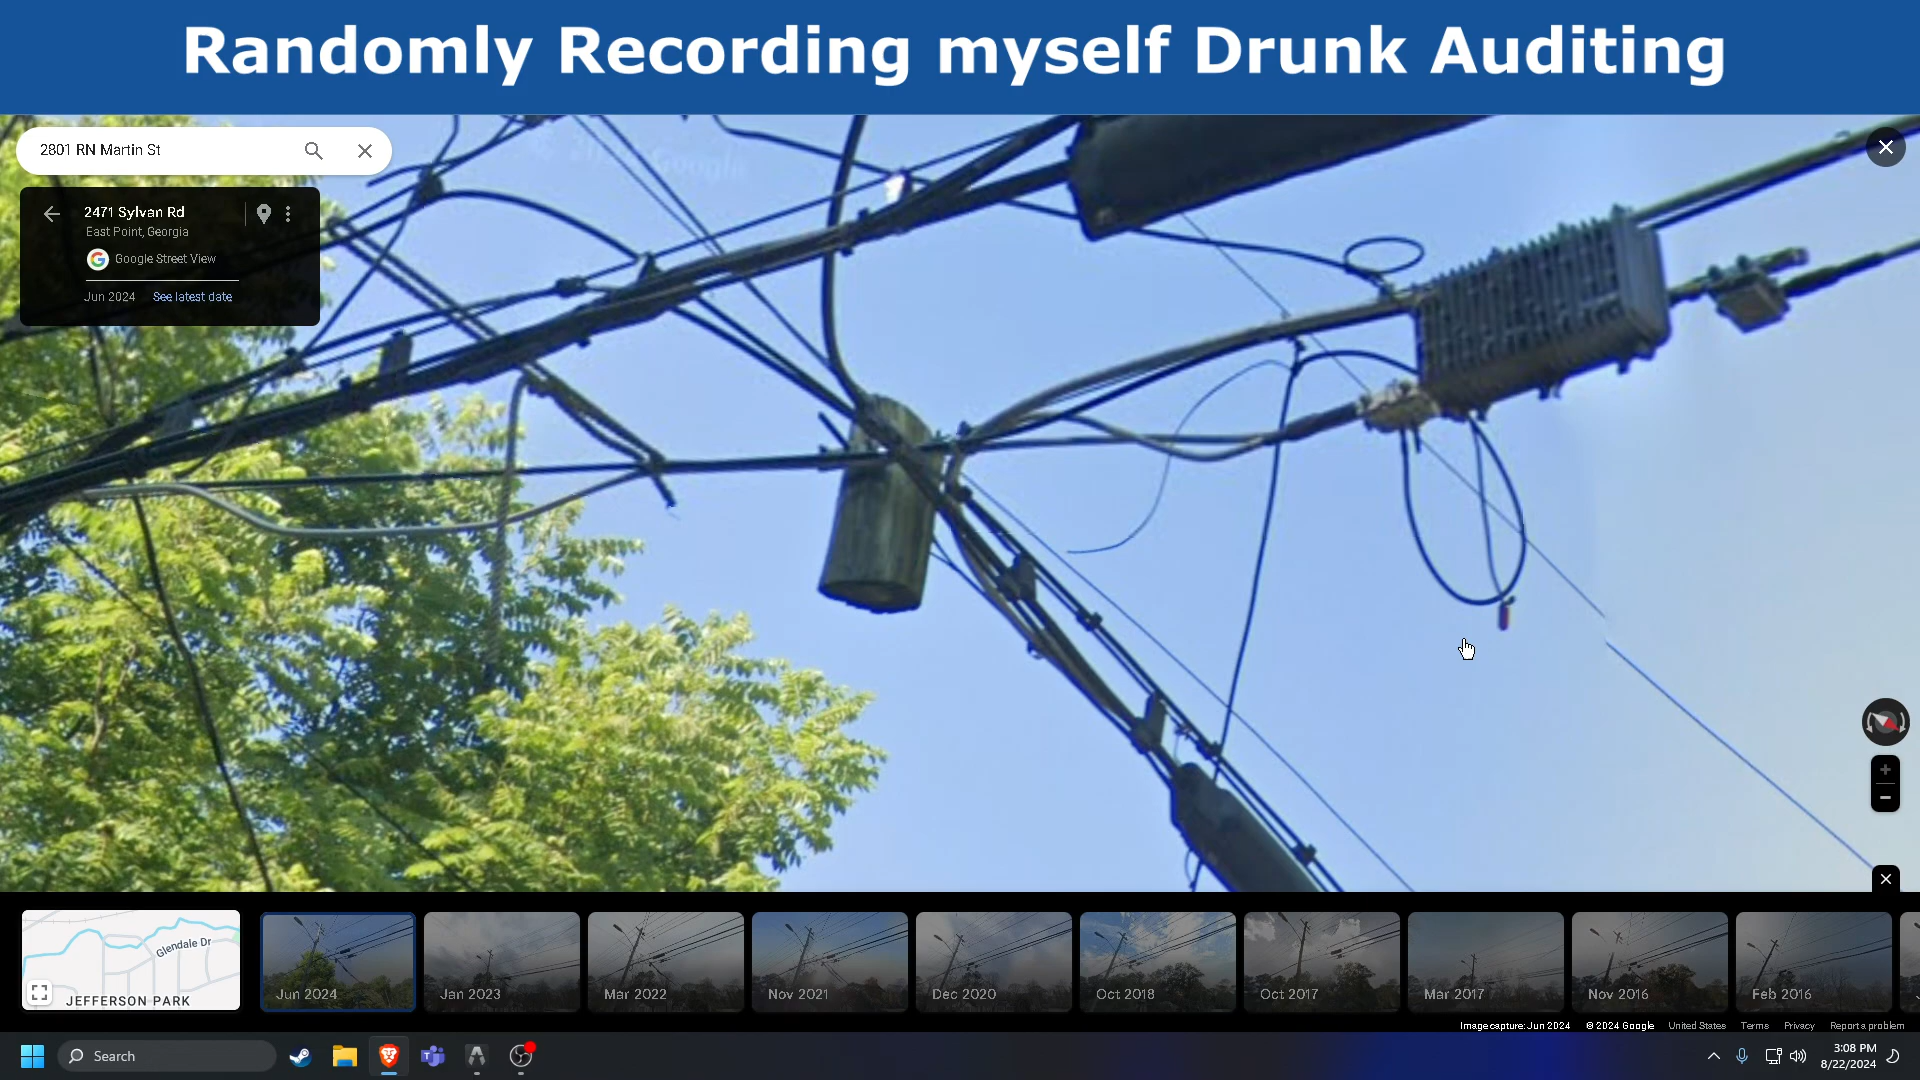 Randomly Recording myself Drunk Auditing
2801 RN Martin St
2471 Sylvan Rd
East Point, Georgia
Google Street View
Jun 2024 See latest date
Google
Glendale Dr
JEFFERSON PARK
Jun 2024
Jan 2023
Mar 2022
Nov 2021
Dec 2020
Oct 2018
Oct 2017
Mar 2017
Nov 2016
Feb 2016
Image capture: Jun 2024 © 2024 Google United States Terms Privacy Report a problem
Search
3:08 PM
8/22/2024